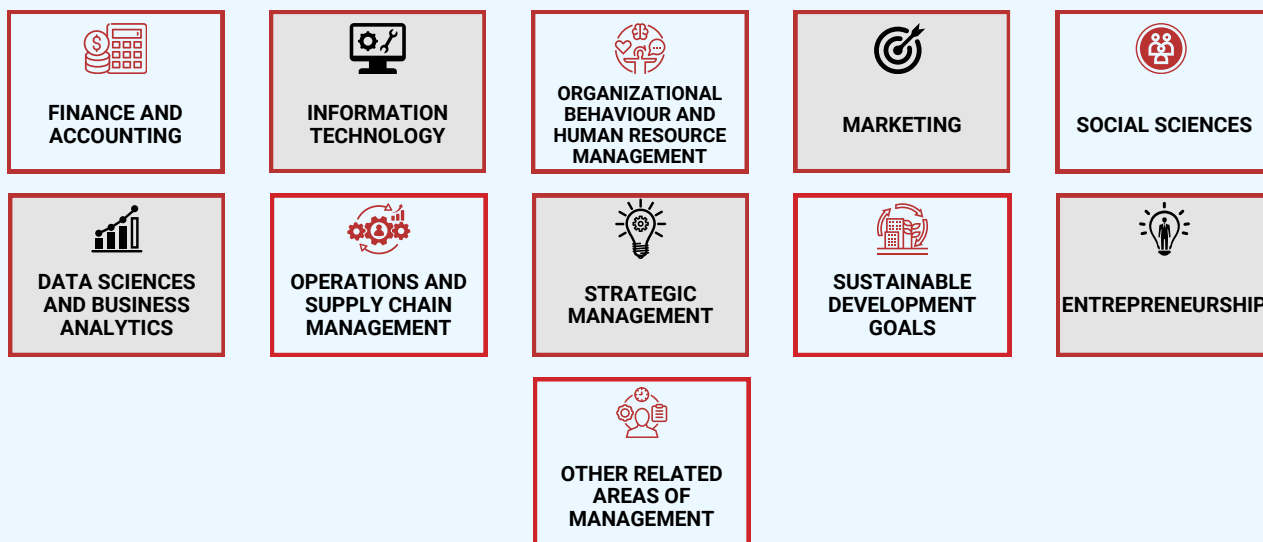 FINANCE AND
ACCOUNTING
INFORMATION
TECHNOLOGY
ORGANIZATIONAL
BEHAVIOUR AND
HUMAN RESOURCE
MANAGEMENT
MARKETING
SOCIAL SCIENCES
DATA SCIENCES
AND BUSINESS
ANALYTICS
OPERATIONS AND
SUPPLY CHAIN
MANAGEMENT
STRATEGIC
MANAGEMENT
SUSTAINABLE
DEVELOPMENT
GOALS
ENTREPRENEURSHIP
OTHER RELATED
AREAS OF
MANAGEMENT